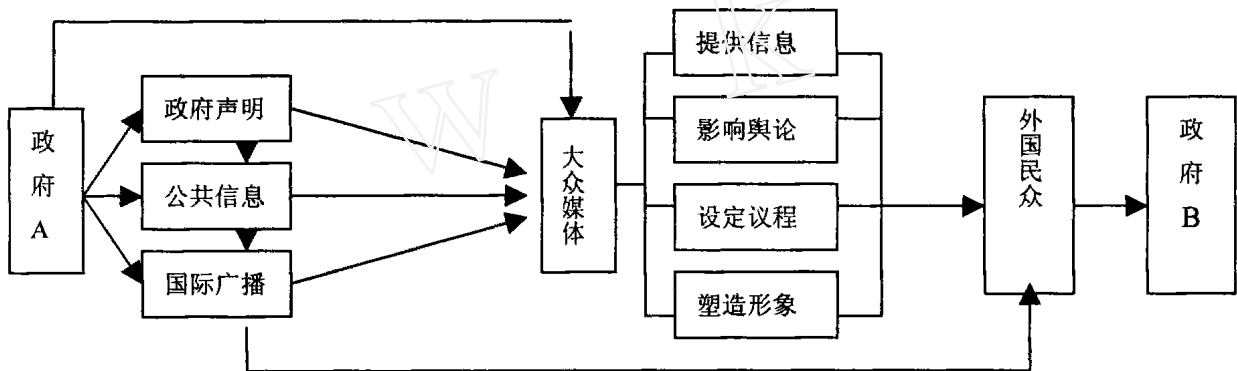 政府A
政府声明
公共信息
国际广播
大众媒体
提供信息
影响舆论
设定议程
塑造形象
外国民众
政府B
W
k